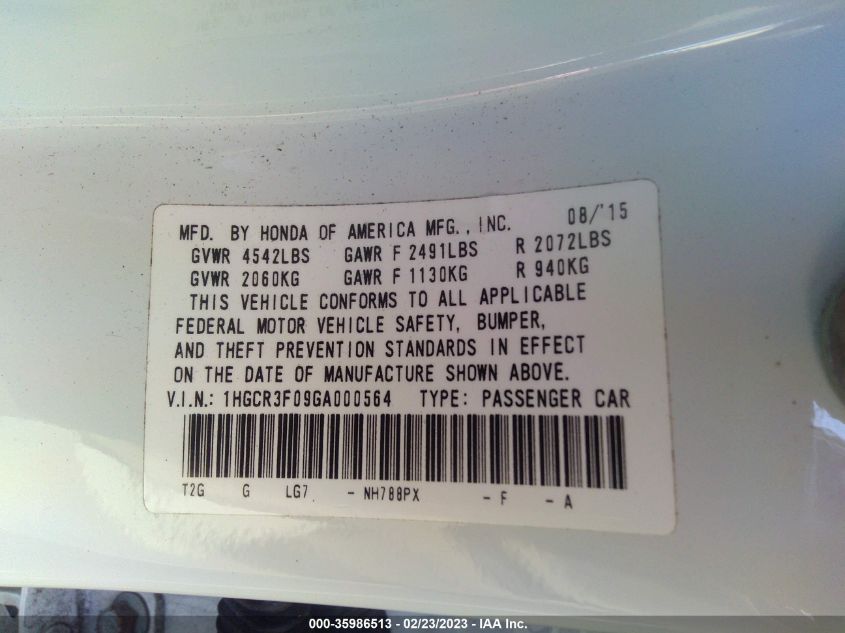 MFD. BY HONDA OF AMERICA MFG., INC. 08/'15
GVWR 4542LBS GAWR F 2491LBS R 2072LBS
GVWR 2060KG GAWR F 1130KG R 940KG
THIS VEHICLE CONFORMS TO ALL APPLICABLE
FEDERAL MOTOR VEHICLE SAFETY, BUMPER,
AND THEFT PREVENTION STANDARDS IN EFFECT
ON THE DATE OF MANUFACTURE SHOWN ABOVE.
V.I.N.: 1HGCR3F09GA000564 TYPE: PASSENGER CAR
T2G G LG7 - NH788PX - F - A
000-35986513 - 02/23/2023 - IAA Inc.